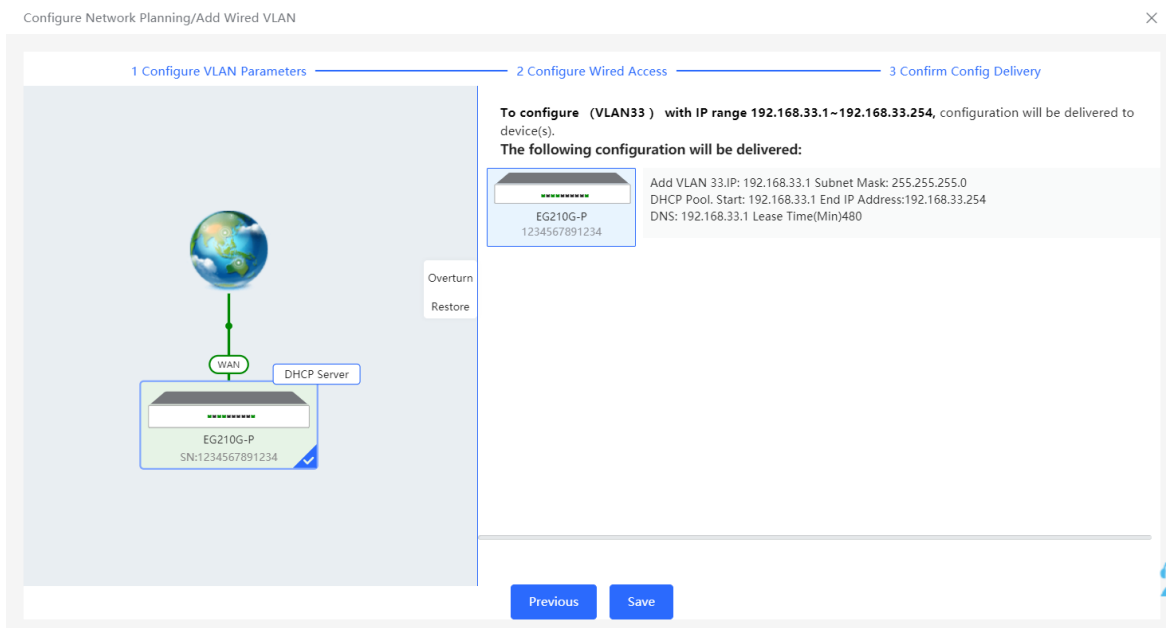 Configure Network Planning/Add Wired VLAN
1 Configure VLAN Parameters
2 Configure Wired Access
3 Confirm Config Delivery
To configure （VLAN33 ） with IP range 192.168.33.1~192.168.33.254, configuration will be delivered to
device(s).
The following configuration will be delivered:
EG210G-P
1234567891234
Add VLAN 33.IP: 192.168.33.1 Subnet Mask: 255.255.255.0
DHCP Pool. Start: 192.168.33.1 End IP Address:192.168.33.254
DNS: 192.168.33.1 Lease Time(Min)480
Overturn
Restore
WAN
DHCP Server
EG210G-P
SN:1234567891234
Previous
Save